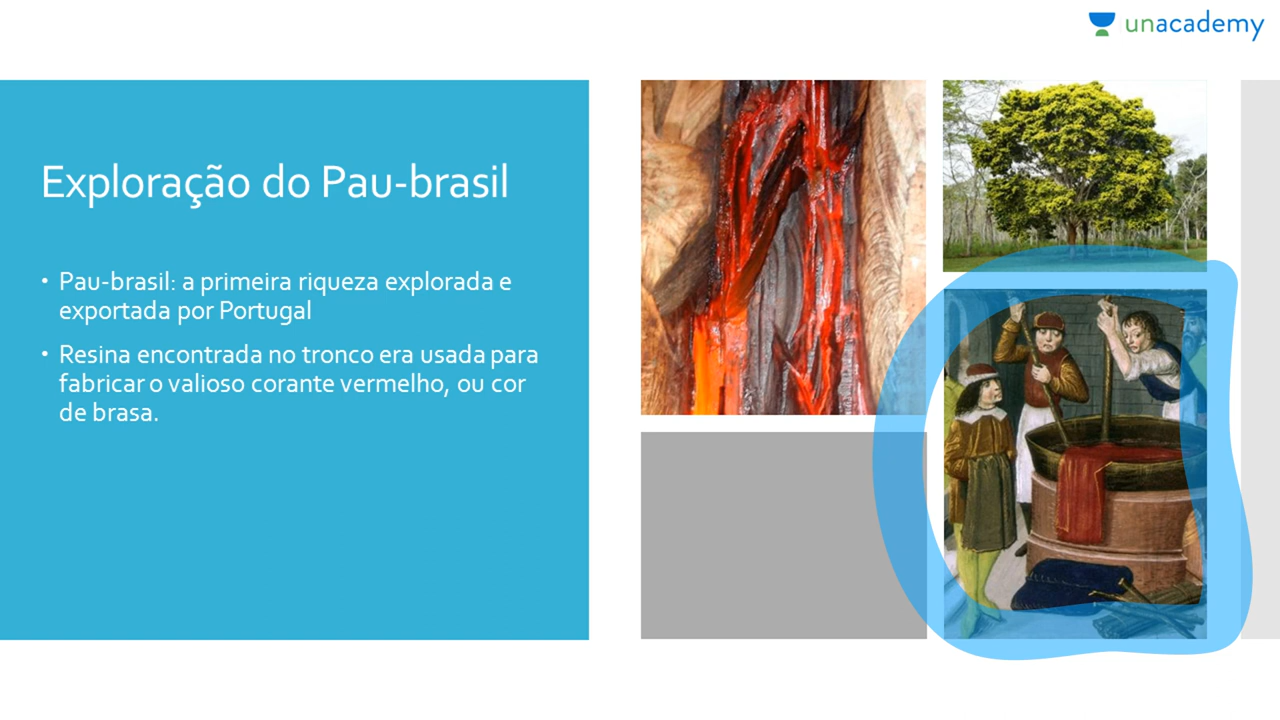 unacademy
Exploração do Pau-brasil
• Pau-brasil: a primeira riqueza explorada e
exportada por Portugal
• Resina encontrada no tronco era usada para
fabricar o valioso corante vermelho, ou cor
de brasa.